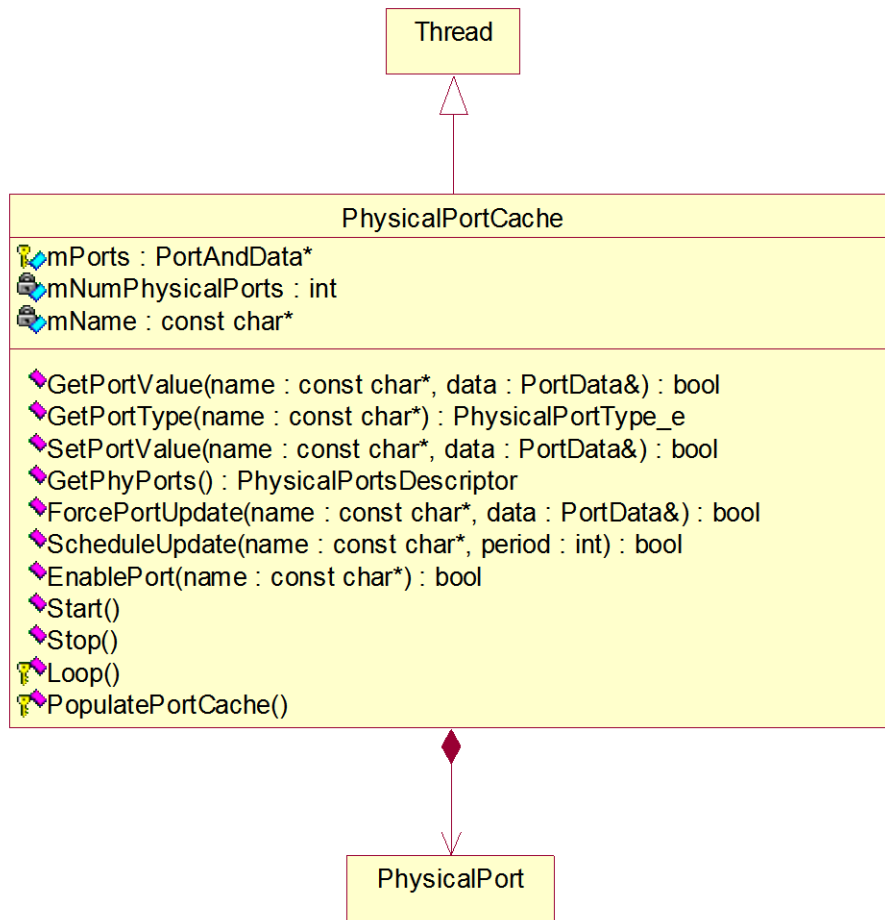 Thread
PhysicalPortCache
mPorts : PortAndData*
mNumPhysicalPorts : int
mName : const char*
GetPortValue(name : const char*, data : PortData&) : bool
GetPortType(name : const char*) : PhysicalPortType_e
SetPortValue(name : const char*, data : PortData&) : bool
GetPhyPorts() : PhysicalPortsDescriptor
ForcePortUpdate(name : const char*, data : PortData&) : bool
ScheduleUpdate(name : const char*, period : int) : bool
EnablePort(name : const char*) : bool
Start()
Stop()
Loop()
PopulatePortCache()
PhysicalPort